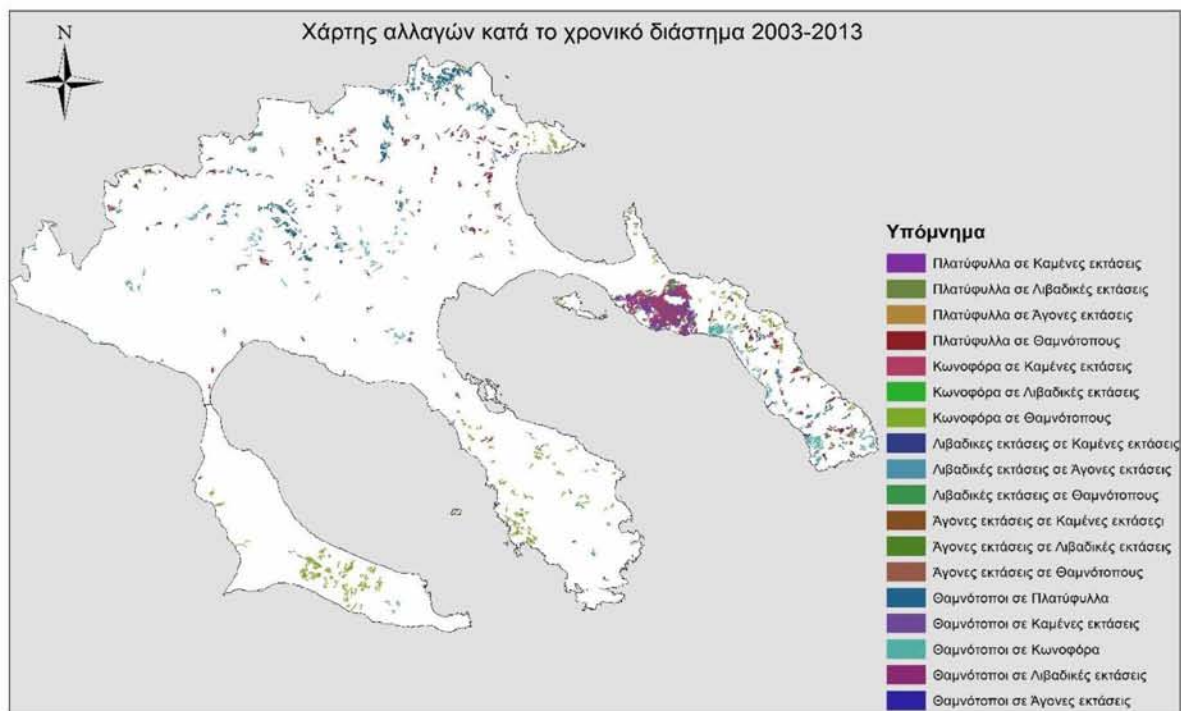 Χάρτης αλλαγών κατά το χρονικό διάστημα 2003-2013
N
Υπόμνημα
Πλατύφυλλα σε Καμένες εκτάσεις
Πλατύφυλλα σε Λιβαδικές εκτάσεις
Πλατύφυλλα σε Άγονες εκτάσεις
Πλατύφυλλα σε Θαμνότοπους
Κωνοφόρα σε Καμένες εκτάσεις
Κωνοφόρα σε Λιβαδικές εκτάσεις
Κωνοφόρα σε Θαμνότοπους
Λιβαδικες εκτάσεις σε Καμένες εκτάσεις
Λιβαδικές εκτάσεις σε Άγονες εκτάσεις
Λιβαδικές εκτάσεις σε Θαμνότοπους
Άγονες εκτάσεις σε Καμένες εκτάσεςι
Άγονες εκτάσεις σε Λιβαδικές εκτάσεις
Άγονες εκτάσεις σε Θαμνότοπους
Θαμνότοποι σε Πλατύφυλλα
Θαμνότοποι σε Καμένες εκτάσεις
Θαμνότοποι σε Κωνοφόρα
Θαμνότοποι σε Λιβαδικές εκτάσεις
Θαμνότοποι σε Άγονες εκτάσεις